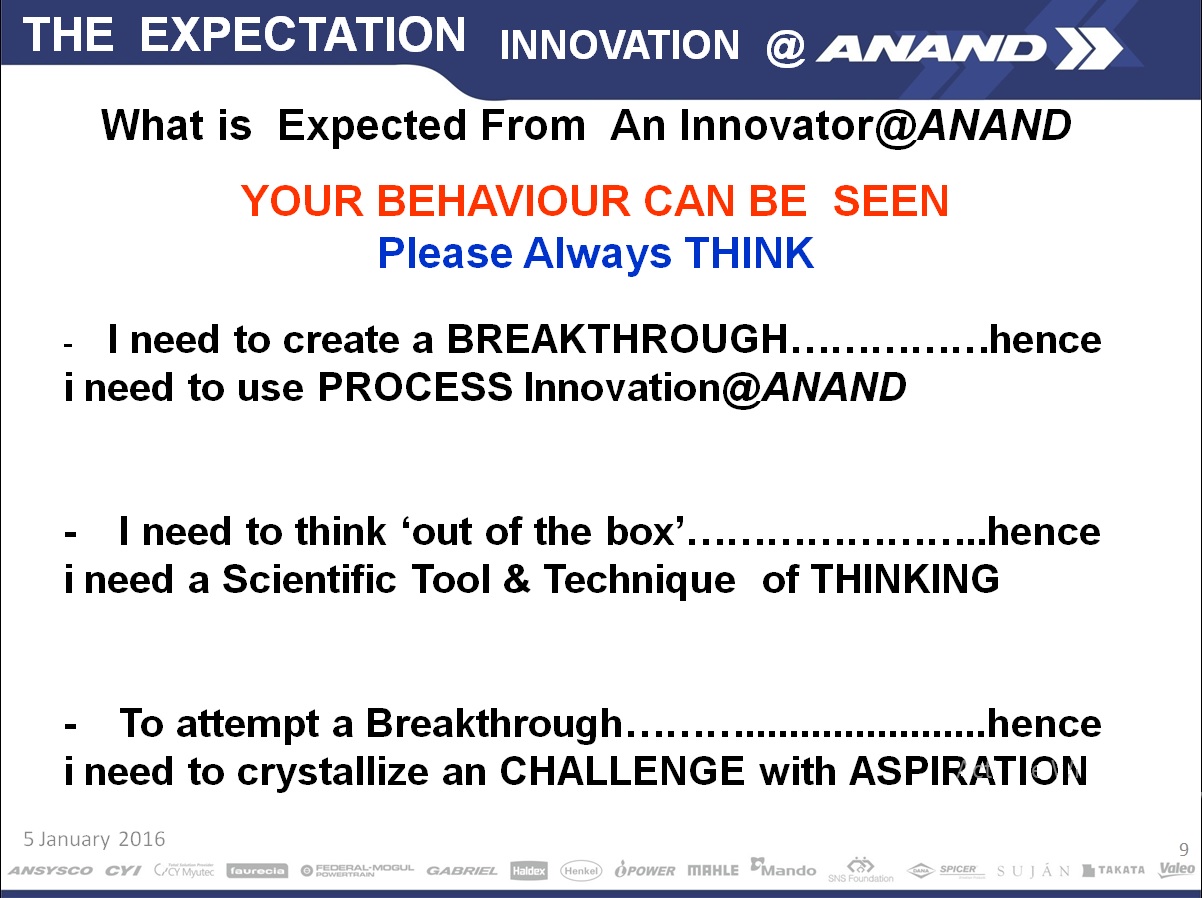 THE EXPECTATION INNOVATION @ ANAND
What is Expected From An Innovator@ANAND
YOUR BEHAVIOUR CAN BE SEEN
Please Always THINK
- I need to create a BREAKTHROUGH……………hence
i need to use PROCESS Innovation@ANAND
- I need to think ‘out of the box’…………………..hence
i need a Scientific Tool & Technique of THINKING
- To attempt a Breakthrough………......................hence
i need to crystallize an CHALLENGE with ASPIRATION
5 January 2016
9
ANSYSCO CYI CY Myutec faurecia FEDERAL-MOGUL POWERTRAIN GABRIEL Haldex Henkel iPOWER MAHLE Mando SNS Foundation DANA SPICER SUJÁN TAKATA Valeo